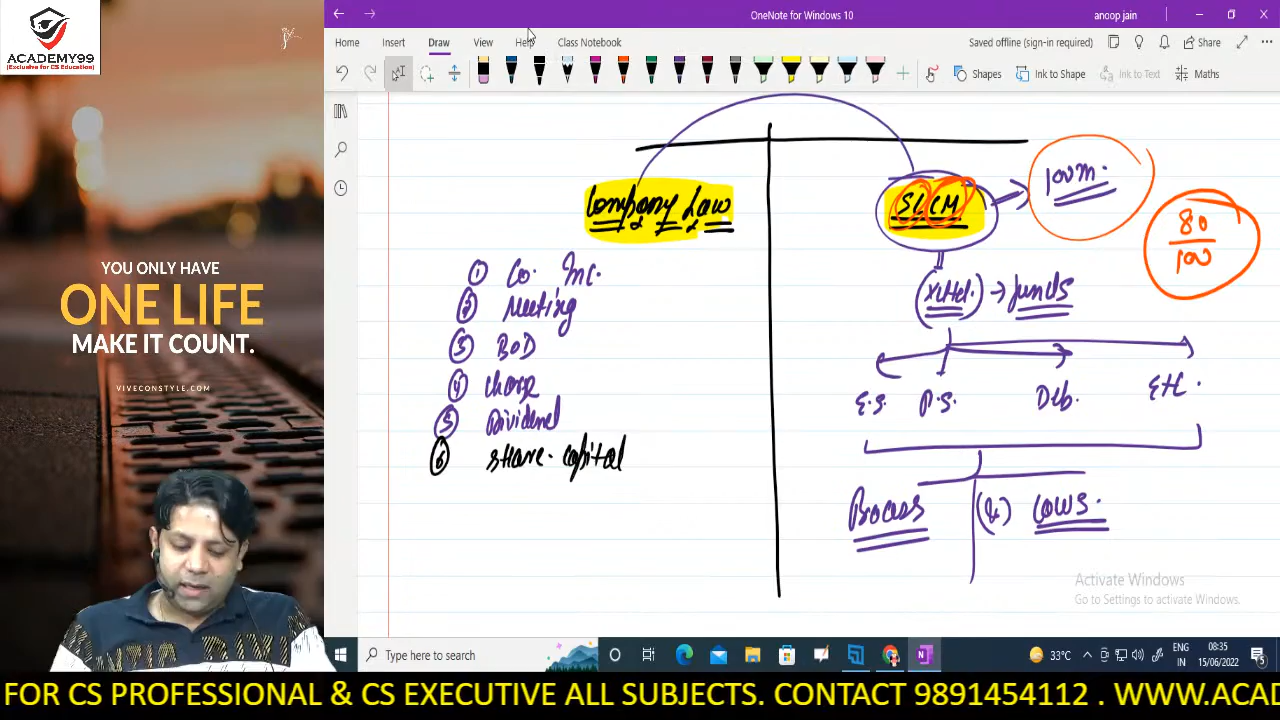 ACADEMY99
(Exclusive for CS Education)
YOU ONLY HAVE
ONE LIFE
MAKE IT COUNT.
VIVECONSTYLE.COM
OneNote for Windows 10
anoop jain
Home Insert Draw View Help Class Notebook
Saved offline (sign-in required)
Share
Shapes
Ink to Shape
Ink to Text
Maths
Company Law
① Co. Inc.
② Meeting
③ BOD
④ Charge
⑤ Dividend
⑥ Share Capital
SLCM
100m.
80
100
→ funds
E.S. P.S. Deb. Etc.
Process (&) Laws.
Activate Windows
Go to Settings to activate Windows.
Type here to search
33°C
ENG
IN
08:35
15/06/2022
FOR CS PROFESSIONAL & CS EXECUTIVE ALL SUBJECTS. CONTACT 9891454112 . WWW.ACAD